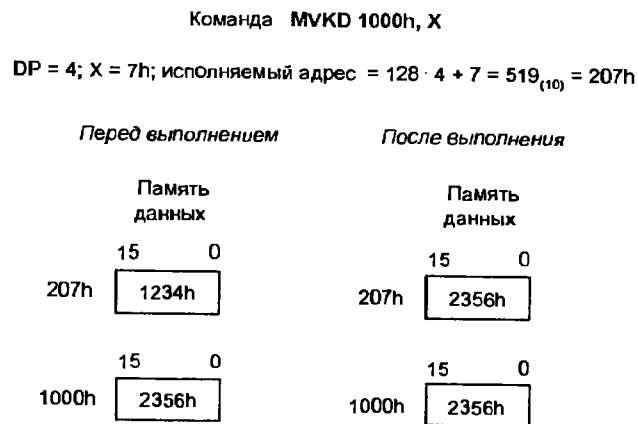 Команда MVKD 1000h, X
DP = 4; X = 7h; исполняемый адрес = 128 · 4 + 7 = 519(10) = 207h
Перед выполнением После выполнения
Память Память
данных данных
15 0 15 0
207h 1234h 207h 2356h
15 0 15 0
1000h 2356h 1000h 2356h